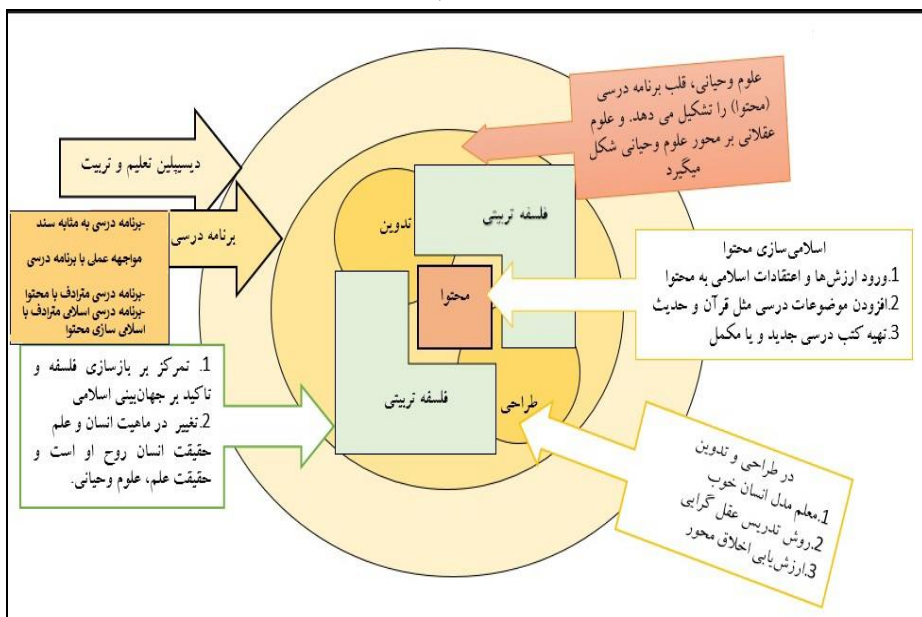 علوم وحیانی، قلب برنامه درسی
(محتوا) را تشکیل می دهد. و علوم
عقلانی بر محور علوم وحیانی شکل
میگیرد
دیسیپلین تعلیم و تربیت
برنامه درسی
-برنامه درسی به مثابه سند
مواجهه عملی با برنامه درسی
-برنامه درسی مترادف با محتوا
-برنامه درسی اسلامی مترادف با
اسلامی سازی محتوا
تدوین
فلسفه تربیتی
محتوا
فلسفه تربیتی
طراحی
اسلامی‌سازی محتوا
1.ورود ارزش‌ها و اعتقادات اسلامی به محتوا
2.افزودن موضوعات درسی مثل قرآن و حدیث
3.تهیه کتب درسی جدید و یا مکمل
1. تمرکز بر بازسازی فلسفه و
تاکید بر جهان‌بینی اسلامی
2.تغییر در ماهیت انسان و علم
حقیقت انسان روح او است و
حقیقت علم، علوم وحیانی.
در طراحی و تدوین
1.معلم مدل انسان خوب
2.روش تدریس عقل گرایی
3.ارزش‌یابی اخلاق محور